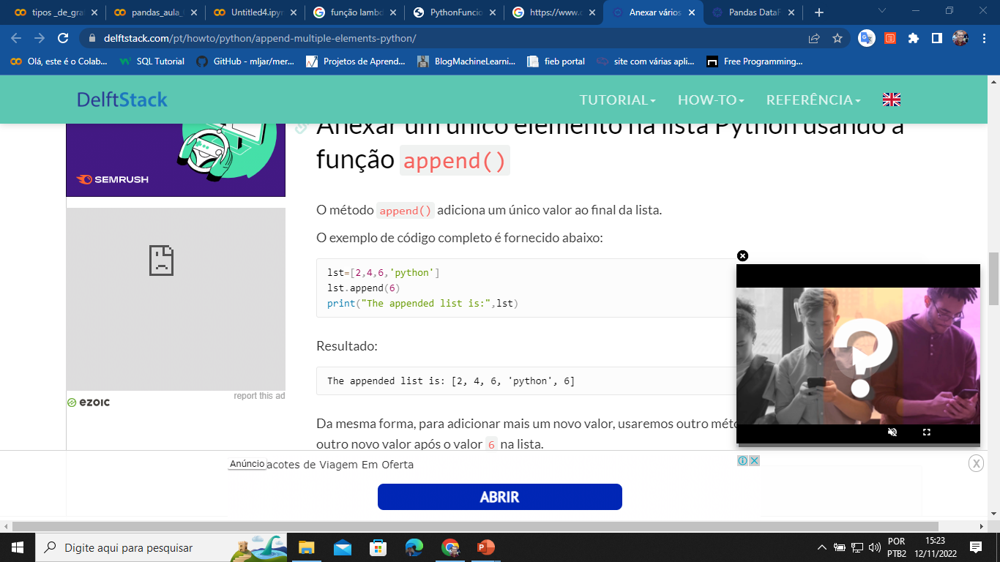 tipos _de_gra
pandas_aula_
Untitled4.ipyn
função lambd
PythonFuncio
https://www.c
Anexar vários
Pandas DataF
delftstack.com/pt/howto/python/append-multiple-elements-python/
Olá, este é o Colab...
SQL Tutorial
GitHub - mljar/mer...
Projetos de Aprend...
BlogMachineLearni...
fieb portal
site com várias apli...
Free Programming...
DelftStack
TUTORIAL
HOW-TO
REFERÊNCIA
Anexar um único elemento na lista Python usando a
função append()
SEMRUSH
O método append() adiciona um único valor ao final da lista.
O exemplo de código completo é fornecido abaixo:
lst=[2,4,6,'python']
lst.append(6)
print("The appended list is:",lst)
Resultado:
The appended list is: [2, 4, 6, 'python', 6]
ezoic
report this ad
Da mesma forma, para adicionar mais um novo valor, usaremos outro méto
outro novo valor após o valor 6 na lista.
?
Anúncio
acotes de Viagem Em Oferta
X
ABRIR
Digite aqui para pesquisar
POR
PTB2
15:23
12/11/2022